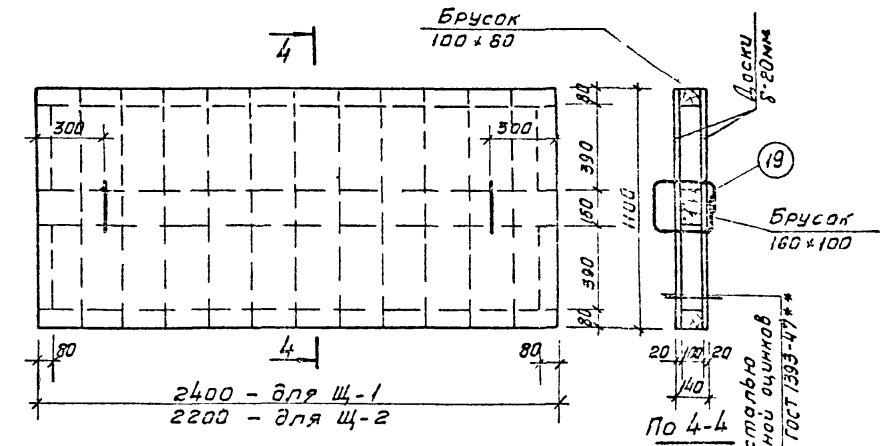 Брусок
100 x 80
4
Доски
δ-20мм
80
300
300
390
19
160
1100
Брусок
160 x 100
390
80
80
4
80
20 100 20
140
2400 - для Щ-1
2200 - для Щ-2
По 4-4
сталью
ной оцинков
ГОСТ 1393-47**